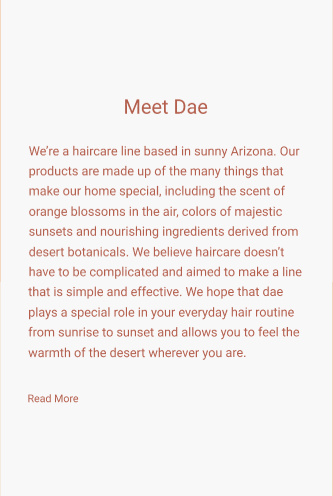 Meet Dae
We’re a haircare line based in sunny Arizona. Our
products are made up of the many things that
make our home special, including the scent of
orange blossoms in the air, colors of majestic
sunsets and nourishing ingredients derived from
desert botanicals. We believe haircare doesn’t
have to be complicated and aimed to make a line
that is simple and effective. We hope that dae
plays a special role in your everyday hair routine
from sunrise to sunset and allows you to feel the
warmth of the desert wherever you are.
Read More